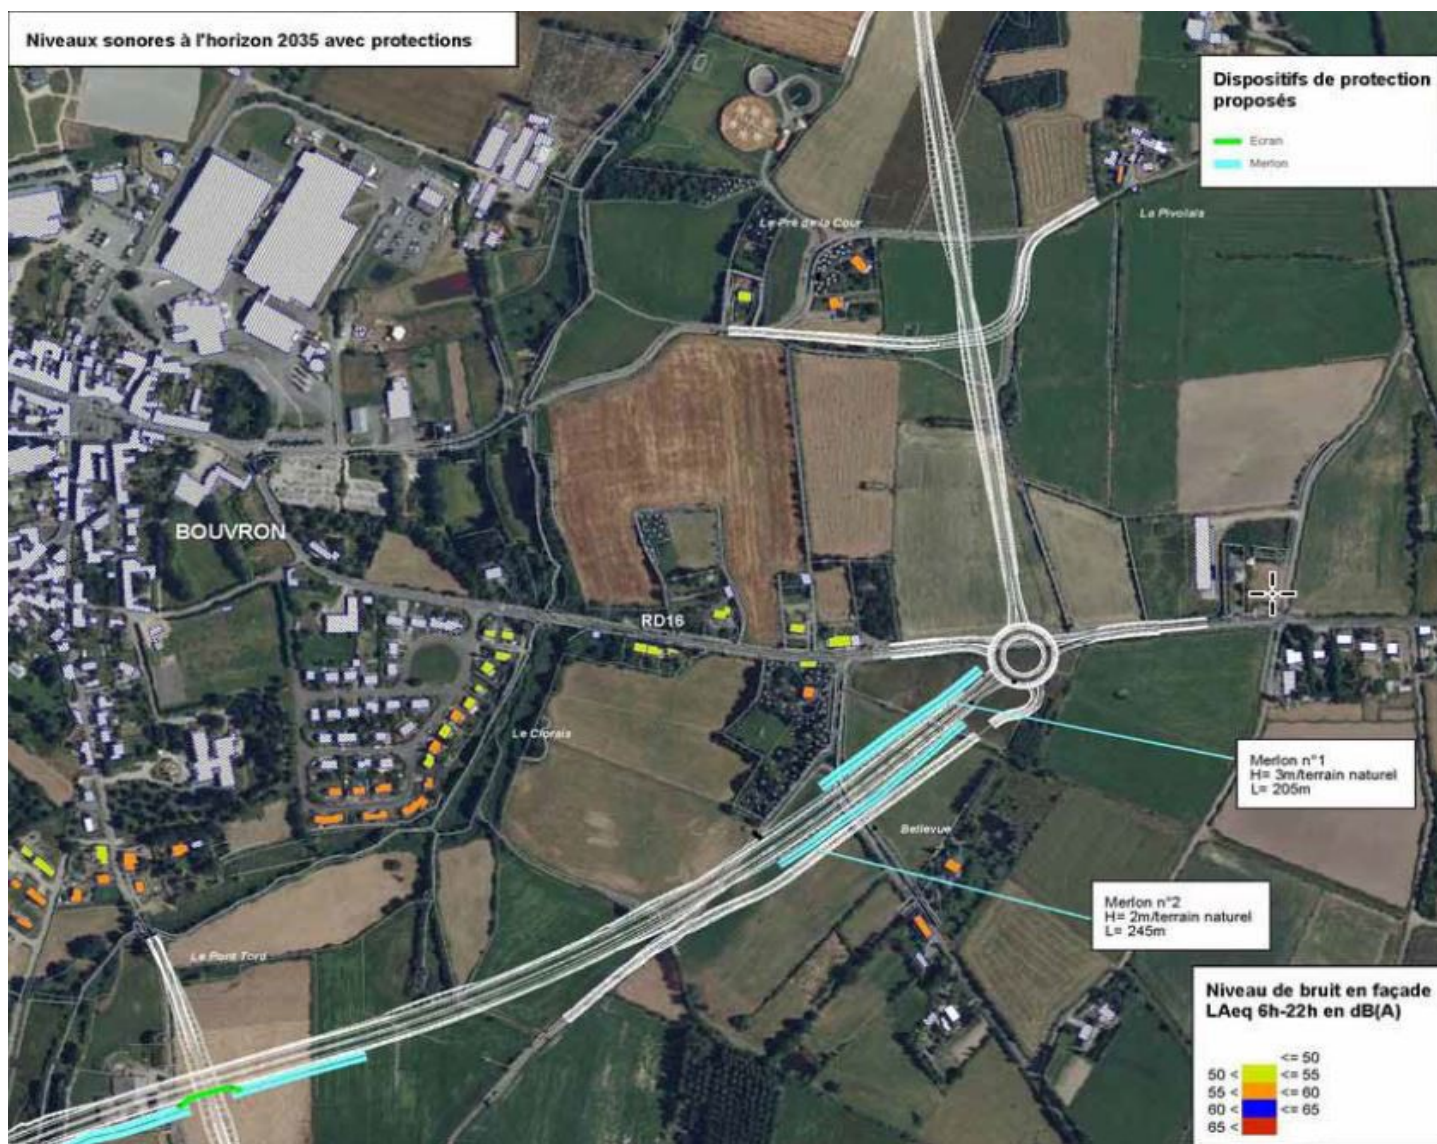 Niveaux sonores à l'horizon 2035 avec protections
Dispositifs de protection
proposés
Ecran
Merlon
Le Pré de la Cour
La Pivolais
BOUVRON
RD16
Le Clorais
Merlon n°1
H= 3m/terrain naturel
L= 205m
Bellevue
Merlon n°2
H= 2m/terrain naturel
L= 245m
Le Pont Tord
Niveau de bruit en façade
LAeq 6h-22h en dB(A)
<= 50
50 < <= 55
55 < <= 60
60 < <= 65
65 <